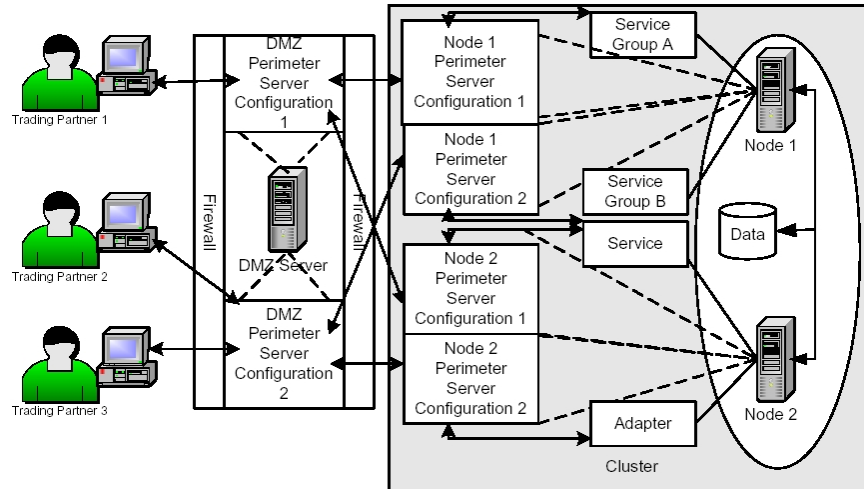 Trading Partner 1
Trading Partner 2
Trading Partner 3
Firewall
DMZ
Perimeter
Server
Configuration
1
DMZ Server
DMZ
Perimeter
Server
Configuration
2
Firewall
Node 1
Perimeter
Server
Configuration 1
Node 1
Perimeter
Server
Configuration 2
Node 2
Perimeter
Server
Configuration 1
Node 2
Perimeter
Server
Configuration 2
Service
Group A
Service
Group B
Service
Adapter
Cluster
Node 1
Data
Node 2